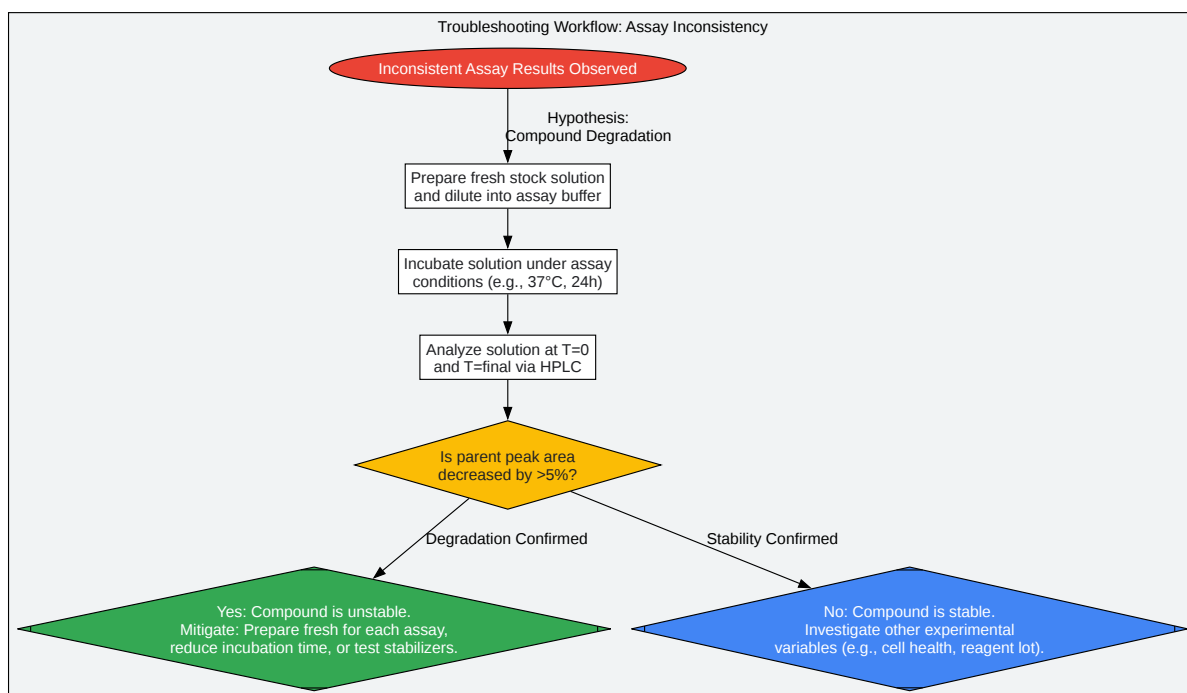 Troubleshooting Workflow: Assay Inconsistency
Inconsistent Assay Results Observed
Hypothesis:
Compound Degradation
Prepare fresh stock solution
and dilute into assay buffer
Incubate solution under assay
conditions (e.g., 37°C, 24h)
Analyze solution at T=0
and T=final via HPLC
Is parent peak area
decreased by >5%?
Degradation Confirmed
Stability Confirmed
Yes: Compound is unstable.
Mitigate: Prepare fresh for each assay,
reduce incubation time, or test stabilizers.
No: Compound is stable.
Investigate other experimental
variables (e.g., cell health, reagent lot).